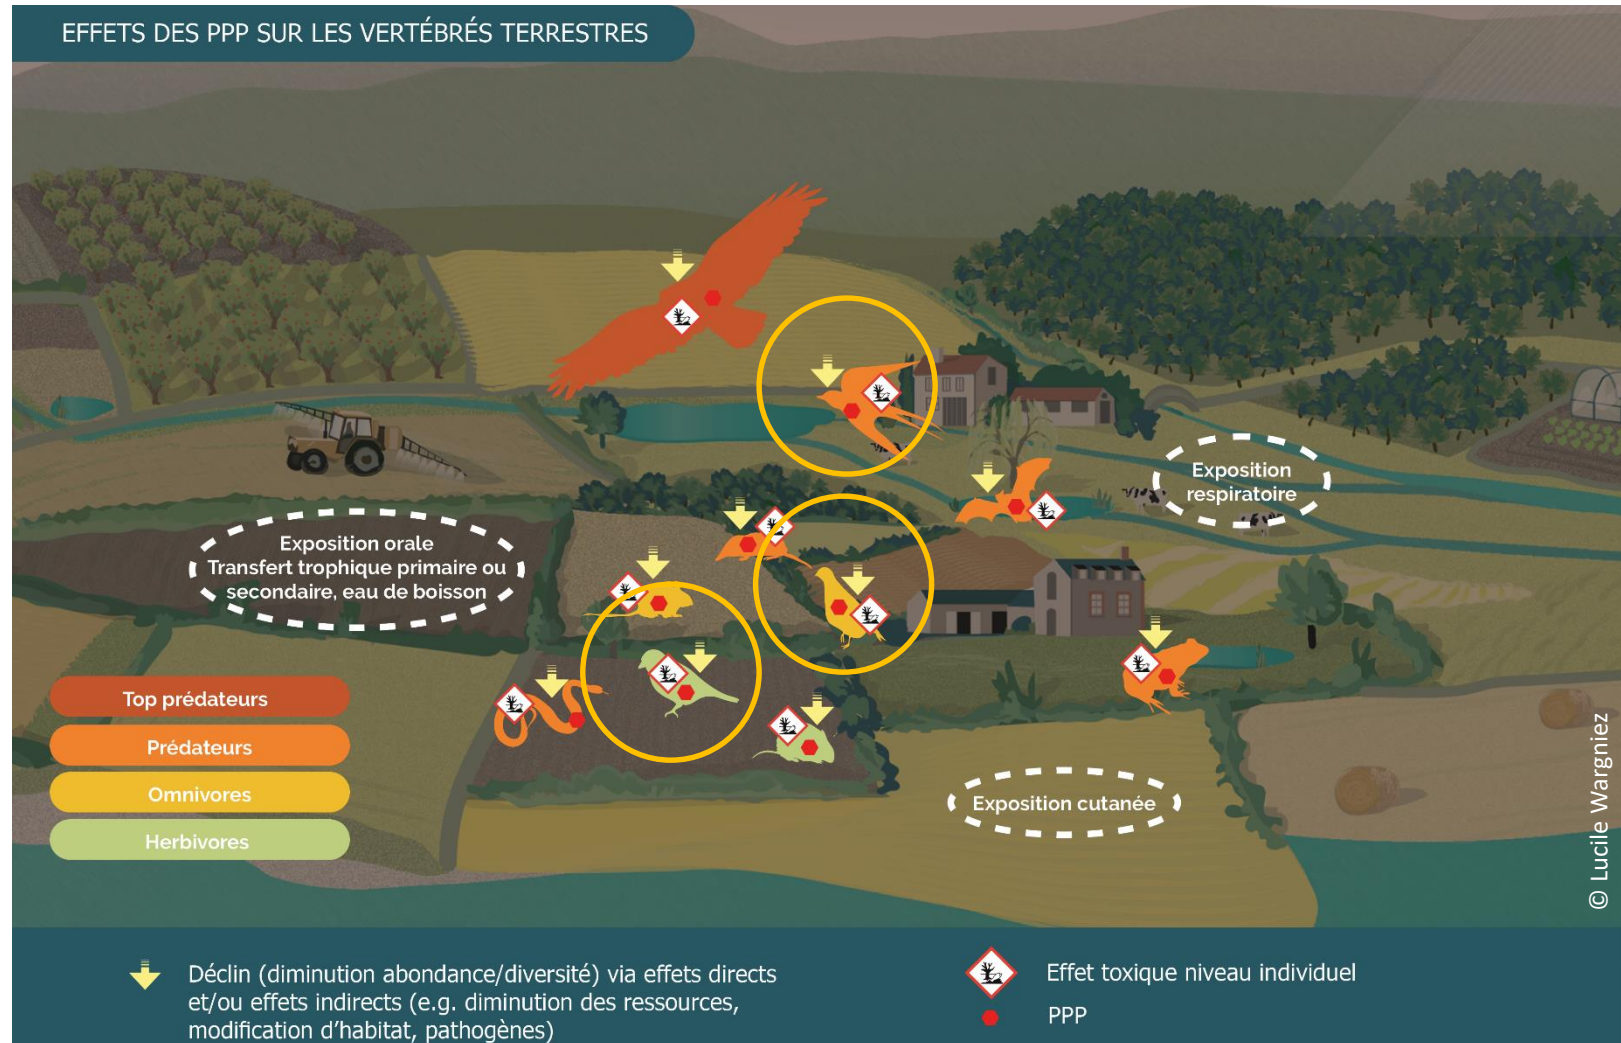 EFFETS DES PPP SUR LES VERTÉBRÉS TERRESTRES
Exposition
respiratoire
Exposition orale
Transfert trophique primaire ou
secondaire, eau de boisson
Top prédateurs
Prédateurs
Omnivores
Herbivores
Exposition cutanée
© Lucile Wargniez
Déclin (diminution abondance/diversité) via effets directs
et/ou effets indirects (e.g. diminution des ressources,
modification d'habitat, pathogènes)
Effet toxique niveau individuel
PPP